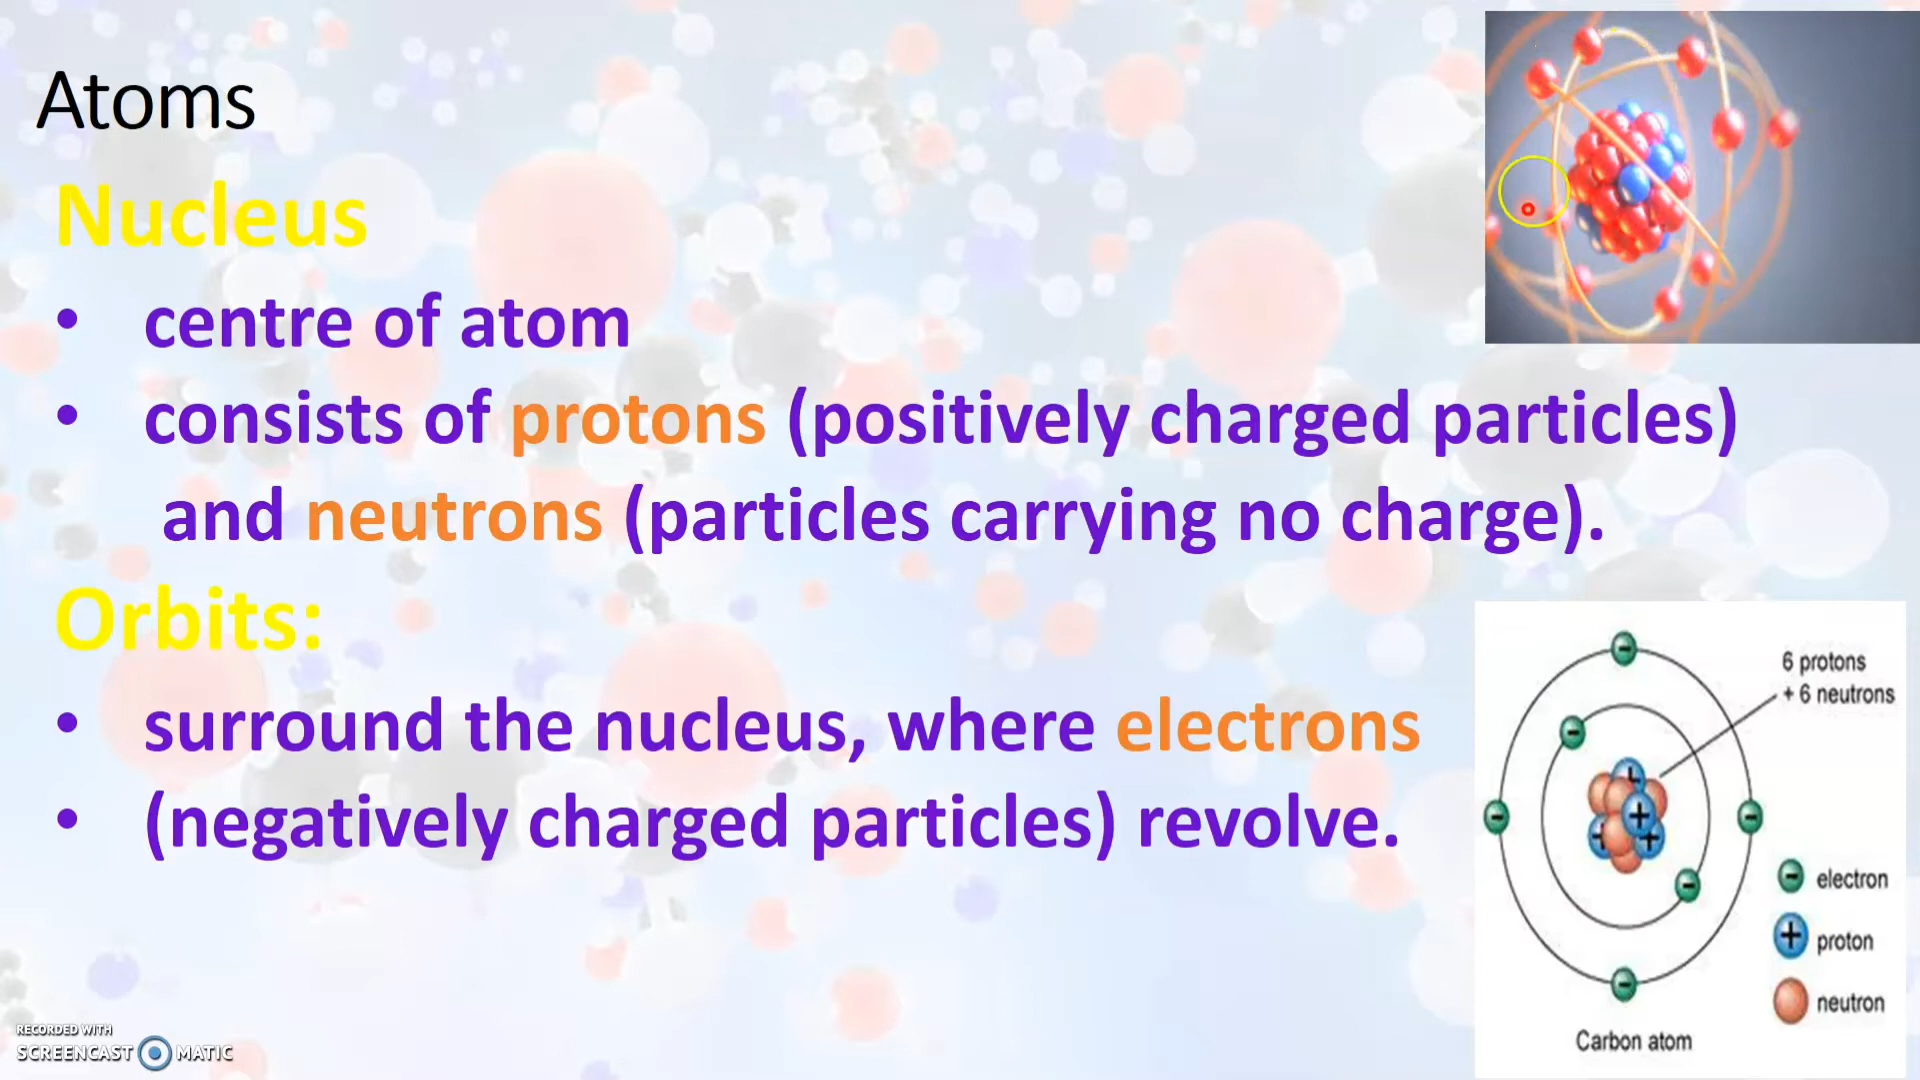 Atoms
Nucleus
• centre of atom
• consists of protons (positively charged particles)
and neutrons (particles carrying no charge).
Orbits:
• surround the nucleus, where electrons
• (negatively charged particles) revolve.
6 protons
+ 6 neutrons
electron
proton
neutron
Carbon atom
RECORDED WITH
SCREENCAST MATIC